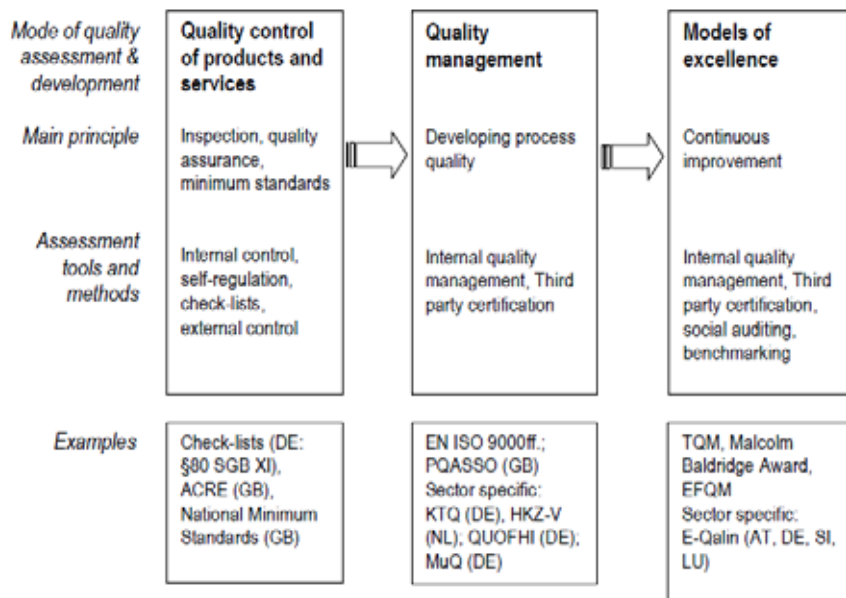 Mode of quality
assessment &
development
Quality control
of products and
services
Quality
management
Models of
excellence
Main principle
Inspection, quality
assurance,
minimum standards
Developing process
quality
Continuous
improvement
Assessment
tools and
methods
Internal control,
self-regulation,
check-lists,
external control
Internal quality
management, Third
party certification
Internal quality
management, Third
party certification,
social auditing,
benchmarking
Examples
Check-lists (DE:
§80 SGB XI),
ACRE (GB),
National Minimum
Standards (GB)
EN ISO 9000ff.;
PQASSO (GB)
Sector specific:
KTQ (DE), HKZ-V
(NL); QUOFHI (DE);
MuQ (DE)
TQM, Malcolm
Baldridge Award,
EFQM
Sector specific:
E-Qalin (AT, DE, SI,
LU)